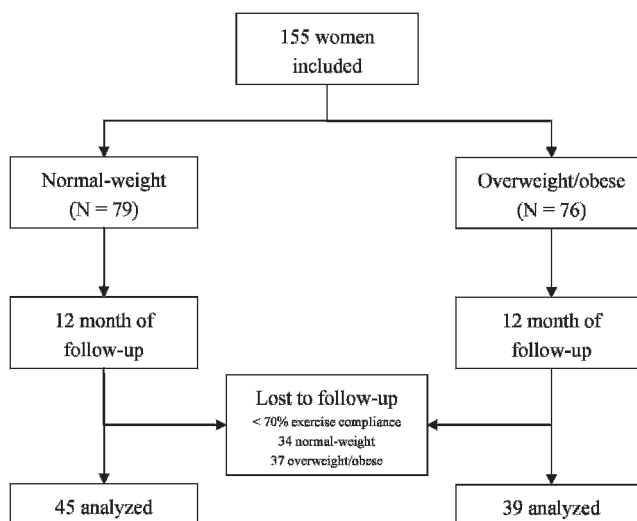 155 women
included
Normal-weight
(N = 79)
Overweight/obese
(N = 76)
12 month of
follow-up
12 month of
follow-up
Lost to follow-up
< 70% exercise compliance
34 normal-weight
37 overweight/obese
45 analyzed
39 analyzed